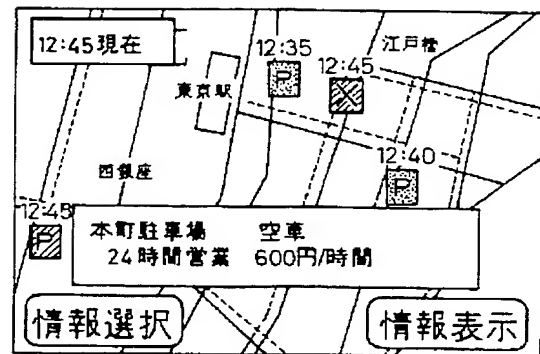 12:45現在
12:35
江戸橋
12:45
東京駅
P
X
12:40
西銀座
P
12:45
P
本町駐車場 空車
24時間営業 600円/時間
情報選択
情報表示